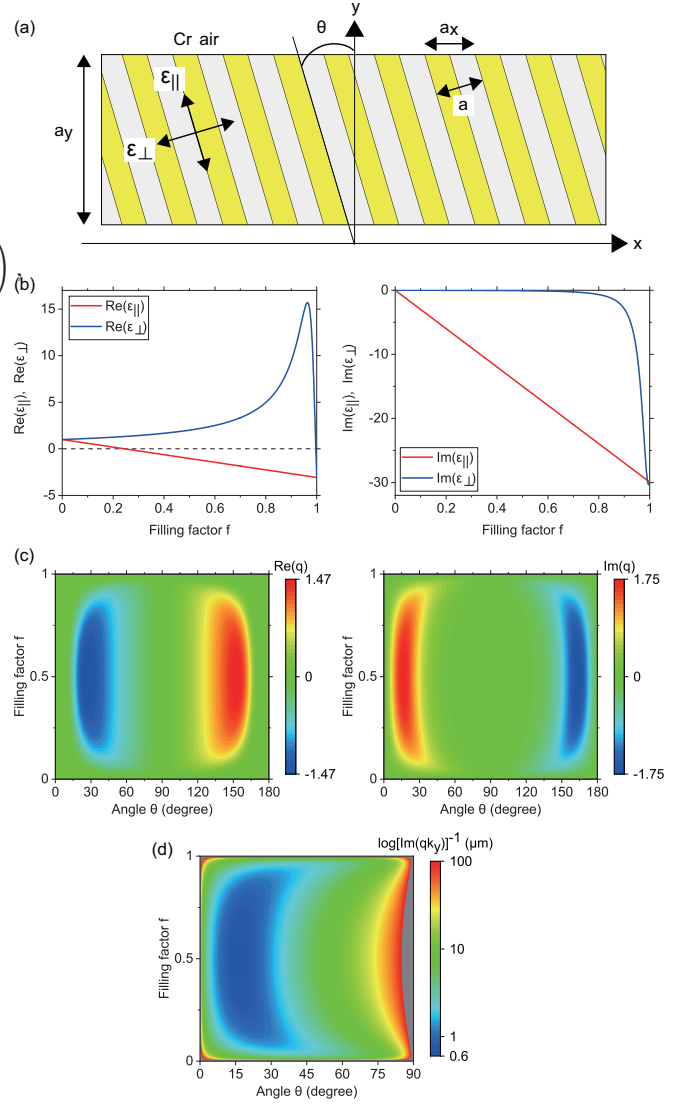 (a)
Cr air
θ
y
aₓ
a
ε||
ε⊥
a_y
x
)
(b)
Re(ε||)
Re(ε⊥)
Re(ε||), Re(ε⊥)
15
10
5
0
-5
0 0.2 0.4 0.6 0.8 1
Filling factor f
Im(ε||), Im(ε⊥)
0
-10
-20
-30
Im(ε||)
Im(ε⊥)
0 0.2 0.4 0.6 0.8 1
Filling factor f
(c)
Re(q)
1.47
0
-1.47
Filling factor f
1
0.5
0
0 30 60 90 120 150 180
Angle θ (degree)
Im(q)
1.75
0
-1.75
Filling factor f
1
0.5
0
0 30 60 90 120 150 180
Angle θ (degree)
(d)
log[Im(qk_y)]⁻¹ (μm)
100
10
1
0.6
Filling factor f
1
0.5
0
0 15 30 45 60 75 90
Angle θ (degree)